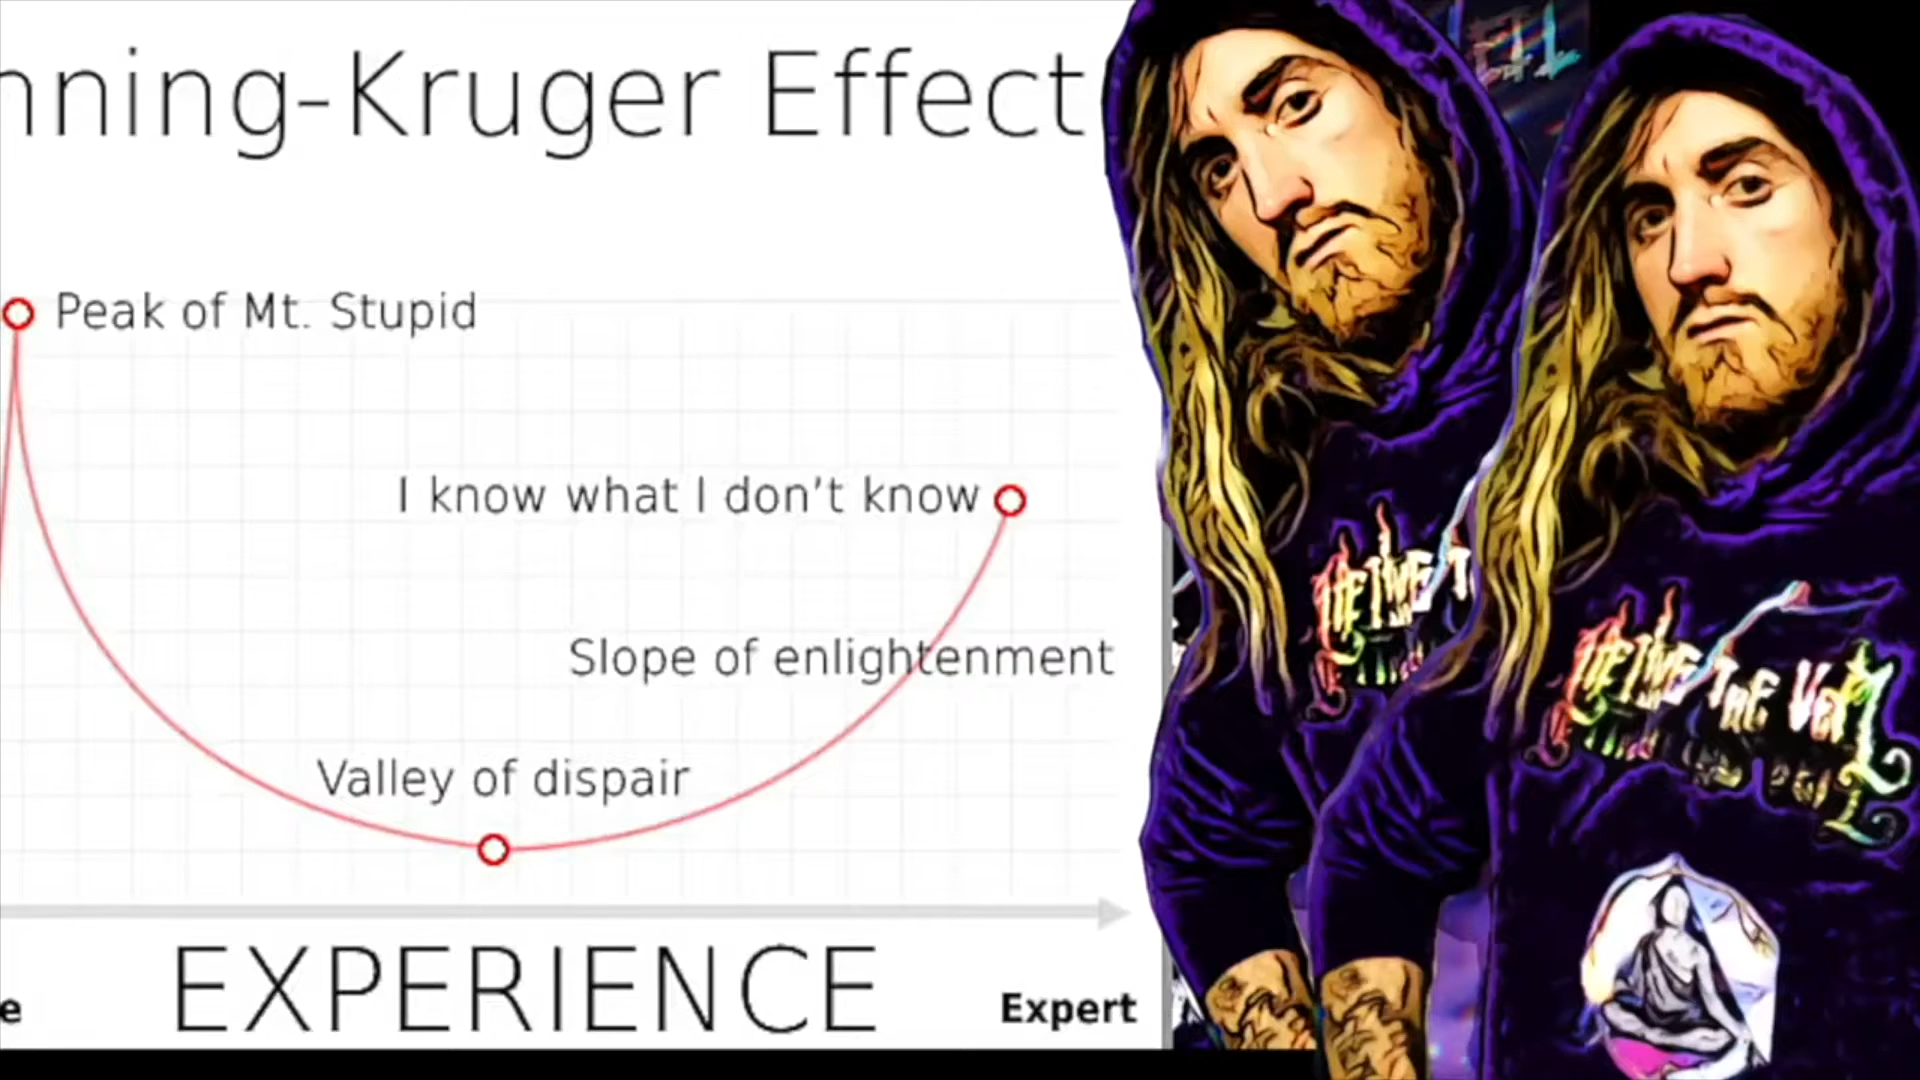 nning-Kruger Effect
Peak of Mt. Stupid
I know what I don’t know
Slope of enlightenment
Valley of dispair
EXPERIENCE
e
Expert